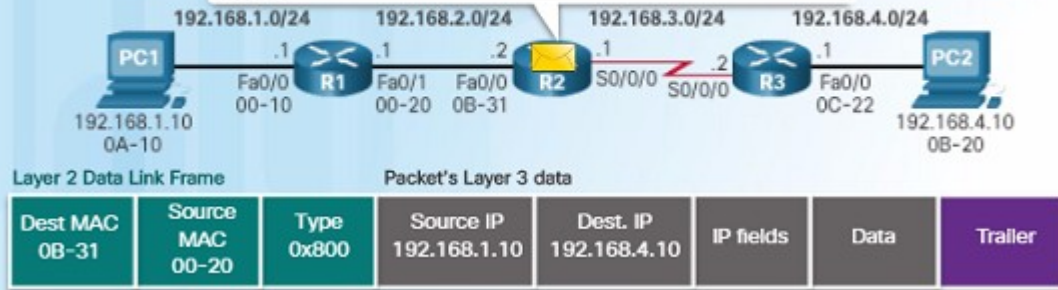 192.168.1.0/24 192.168.2.0/24 192.168.3.0/24 192.168.4.0/24
PC1 .1 R1 .1 .2 R2 .1 .2 R3 .1 PC2
Fa0/0 Fa0/1 Fa0/0 S0/0/0 S0/0/0 Fa0/0
00-10 00-20 0B-31 0C-22
192.168.1.10 192.168.4.10
0A-10 0B-20
Layer 2 Data Link Frame Packet's Layer 3 data
Dest MAC
0B-31
Source
MAC
00-20
Type
0x800
Source IP
192.168.1.10
Dest. IP
192.168.4.10
IP fields
Data
Trailer